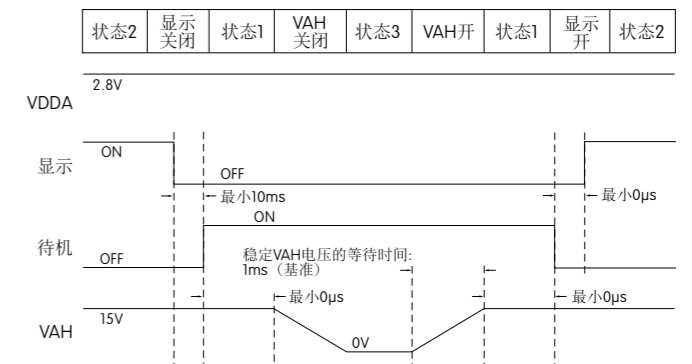 状态2
显示
关闭
状态1
VAH
关闭
状态3
VAH开
状态1
显示
开
状态2
2.8V
VDDA
ON
显示
OFF
最小10ms
最小0μs
ON
待机
OFF
稳定VAH电压的等待时间:
1ms（基准）
最小0μs
最小0μs
15V
VAH
0V